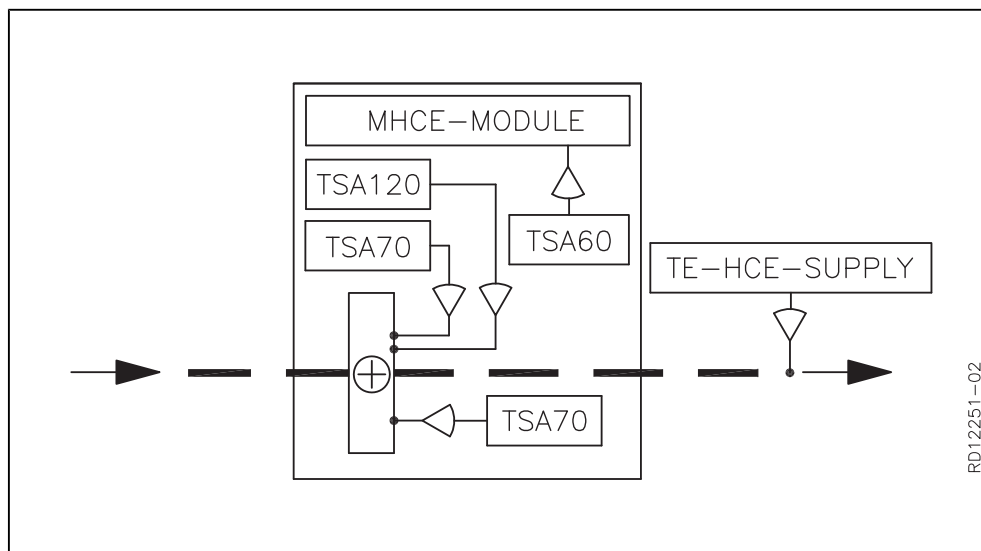 MHCE-MODULE
TSA120
TSA70
TSA60
TE-HCE-SUPPLY
TSA70
RD12251-02